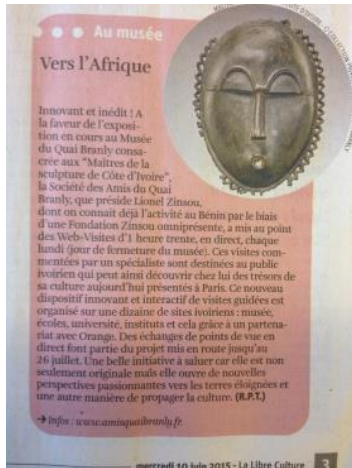 Au musée
Vers l'Afrique
Innovant et inédit ! A
la faveur de l'exposi-
tion en cours au Musée
du Quai Branly consa-
crée aux "Maîtres de la
sculpture de Côte d'Ivoire",
la Société des Amis du Quai
Branly, que préside Lionel Zinsou,
dont on connait déjà l'activité au Bénin par le biais
d'une Fondation Zinsou omniprésente, a mis au point
des Web-Visites d'1 heure trente, en direct, chaque
lundi (jour de fermeture du musée). Ces visites com-
mentées par un spécialiste sont destinées au public
ivoirien qui peut ainsi découvrir chez lui des trésors de
sa culture aujourd'hui présentés à Paris. Ce nouveau
dispositif innovant et interactif de visites guidées est
organisé sur une dizaine de sites ivoiriens : musée,
écoles, université, instituts et cela grâce à un partena-
riat avec Orange. Des échanges de points de vue en
direct font partie du projet mis en route jusqu'au
26 juillet. Une belle initiative à saluer car elle est non
seulement originale mais elle ouvre de nouvelles
perspectives passionnantes vers les terres éloignées et
une autre manière de propager la culture. (R.P.T.)
→ Infos : www.amisquaibranly.fr
mercredi 10 juin 2015 - La Libre Culture 3